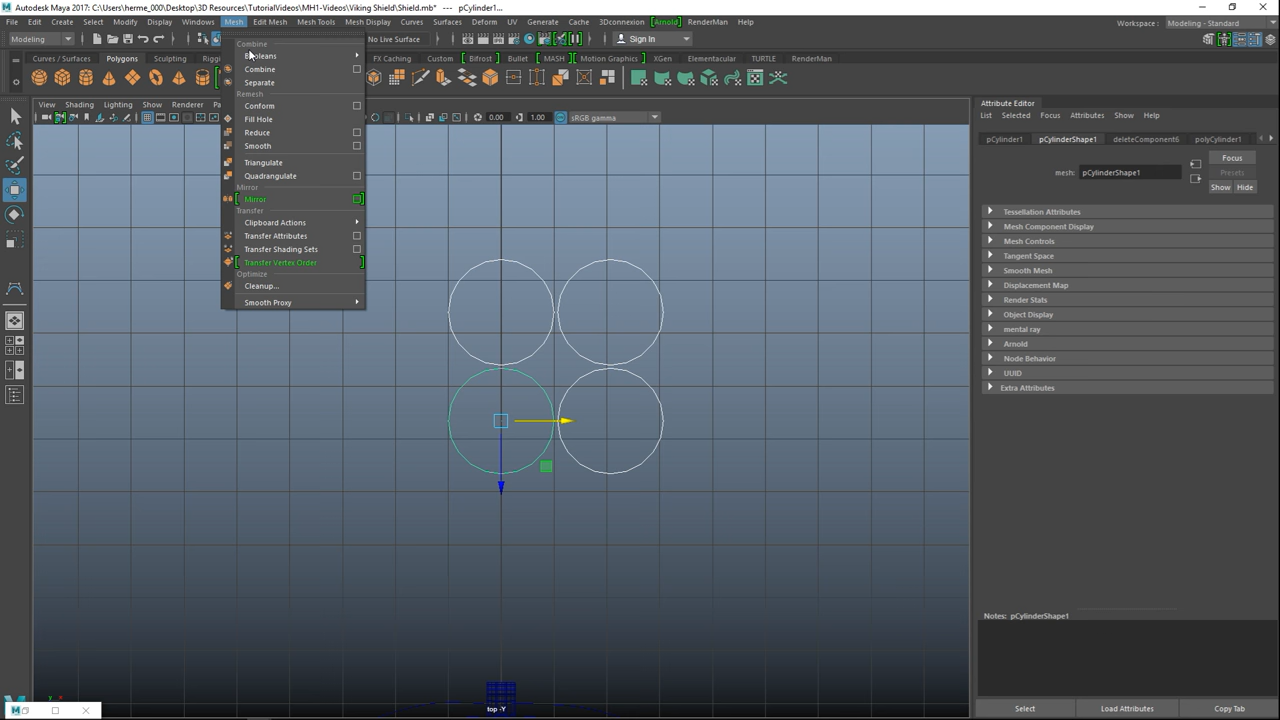 Autodesk Maya 2017: C:\Users\herme_000\Desktop\3D Resources\TutorialVideos\MH1-Videos\Viking Shield\Shield.mb* --- pCylinder1...
File Edit Create Select Modify Display Windows Mesh Edit Mesh Mesh Tools Mesh Display Curves Surfaces Deform UV Generate Cache 3Dconnexion [Arnold] RenderMan Help
Workspace : Modeling - Standard
Modeling No Live Surface Sign In
Curves / Surfaces Polygons Sculpting Riggi FX Caching Custom [ Bifrost ] Bullet [ MASH ] [ Motion Graphics ] XGen Elementacular TURTLE RenderMan
View Shading Lighting Show Renderer Pa
0.00 1.00 sRGB gamma
Combine
Booleans
Combine
Separate
Remesh
Conform
Fill Hole
Reduce
Smooth
Triangulate
Quadrangulate
Mirror
[ Mirror ]
Transfer
Clipboard Actions
Transfer Attributes
Transfer Shading Sets
[ Transfer Vertex Order ]
Optimize
Cleanup...
Smooth Proxy
top -Y
Attribute Editor
List Selected Focus Attributes Show Help
pCylinder1 pCylinderShape1 deleteComponent6 polyCylinder1
mesh: pCylinderShape1
Focus
Presets
Show Hide
Tessellation Attributes
Mesh Component Display
Mesh Controls
Tangent Space
Smooth Mesh
Displacement Map
Render Stats
Object Display
mental ray
Arnold
Node Behavior
UUID
Extra Attributes
Notes: pCylinderShape1
Select Load Attributes Copy Tab